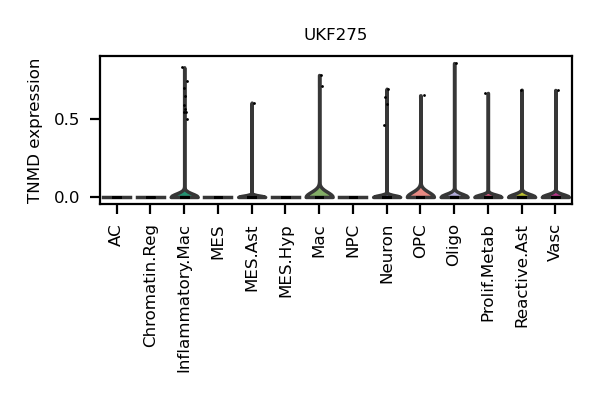 UKF275
TNMD expression
0.5
0.0
AC
Chromatin.Reg
Inflammatory.Mac
MES
MES.Ast
MES.Hyp
Mac
NPC
Neuron
OPC
Oligo
Prolif.Metab
Reactive.Ast
Vasc